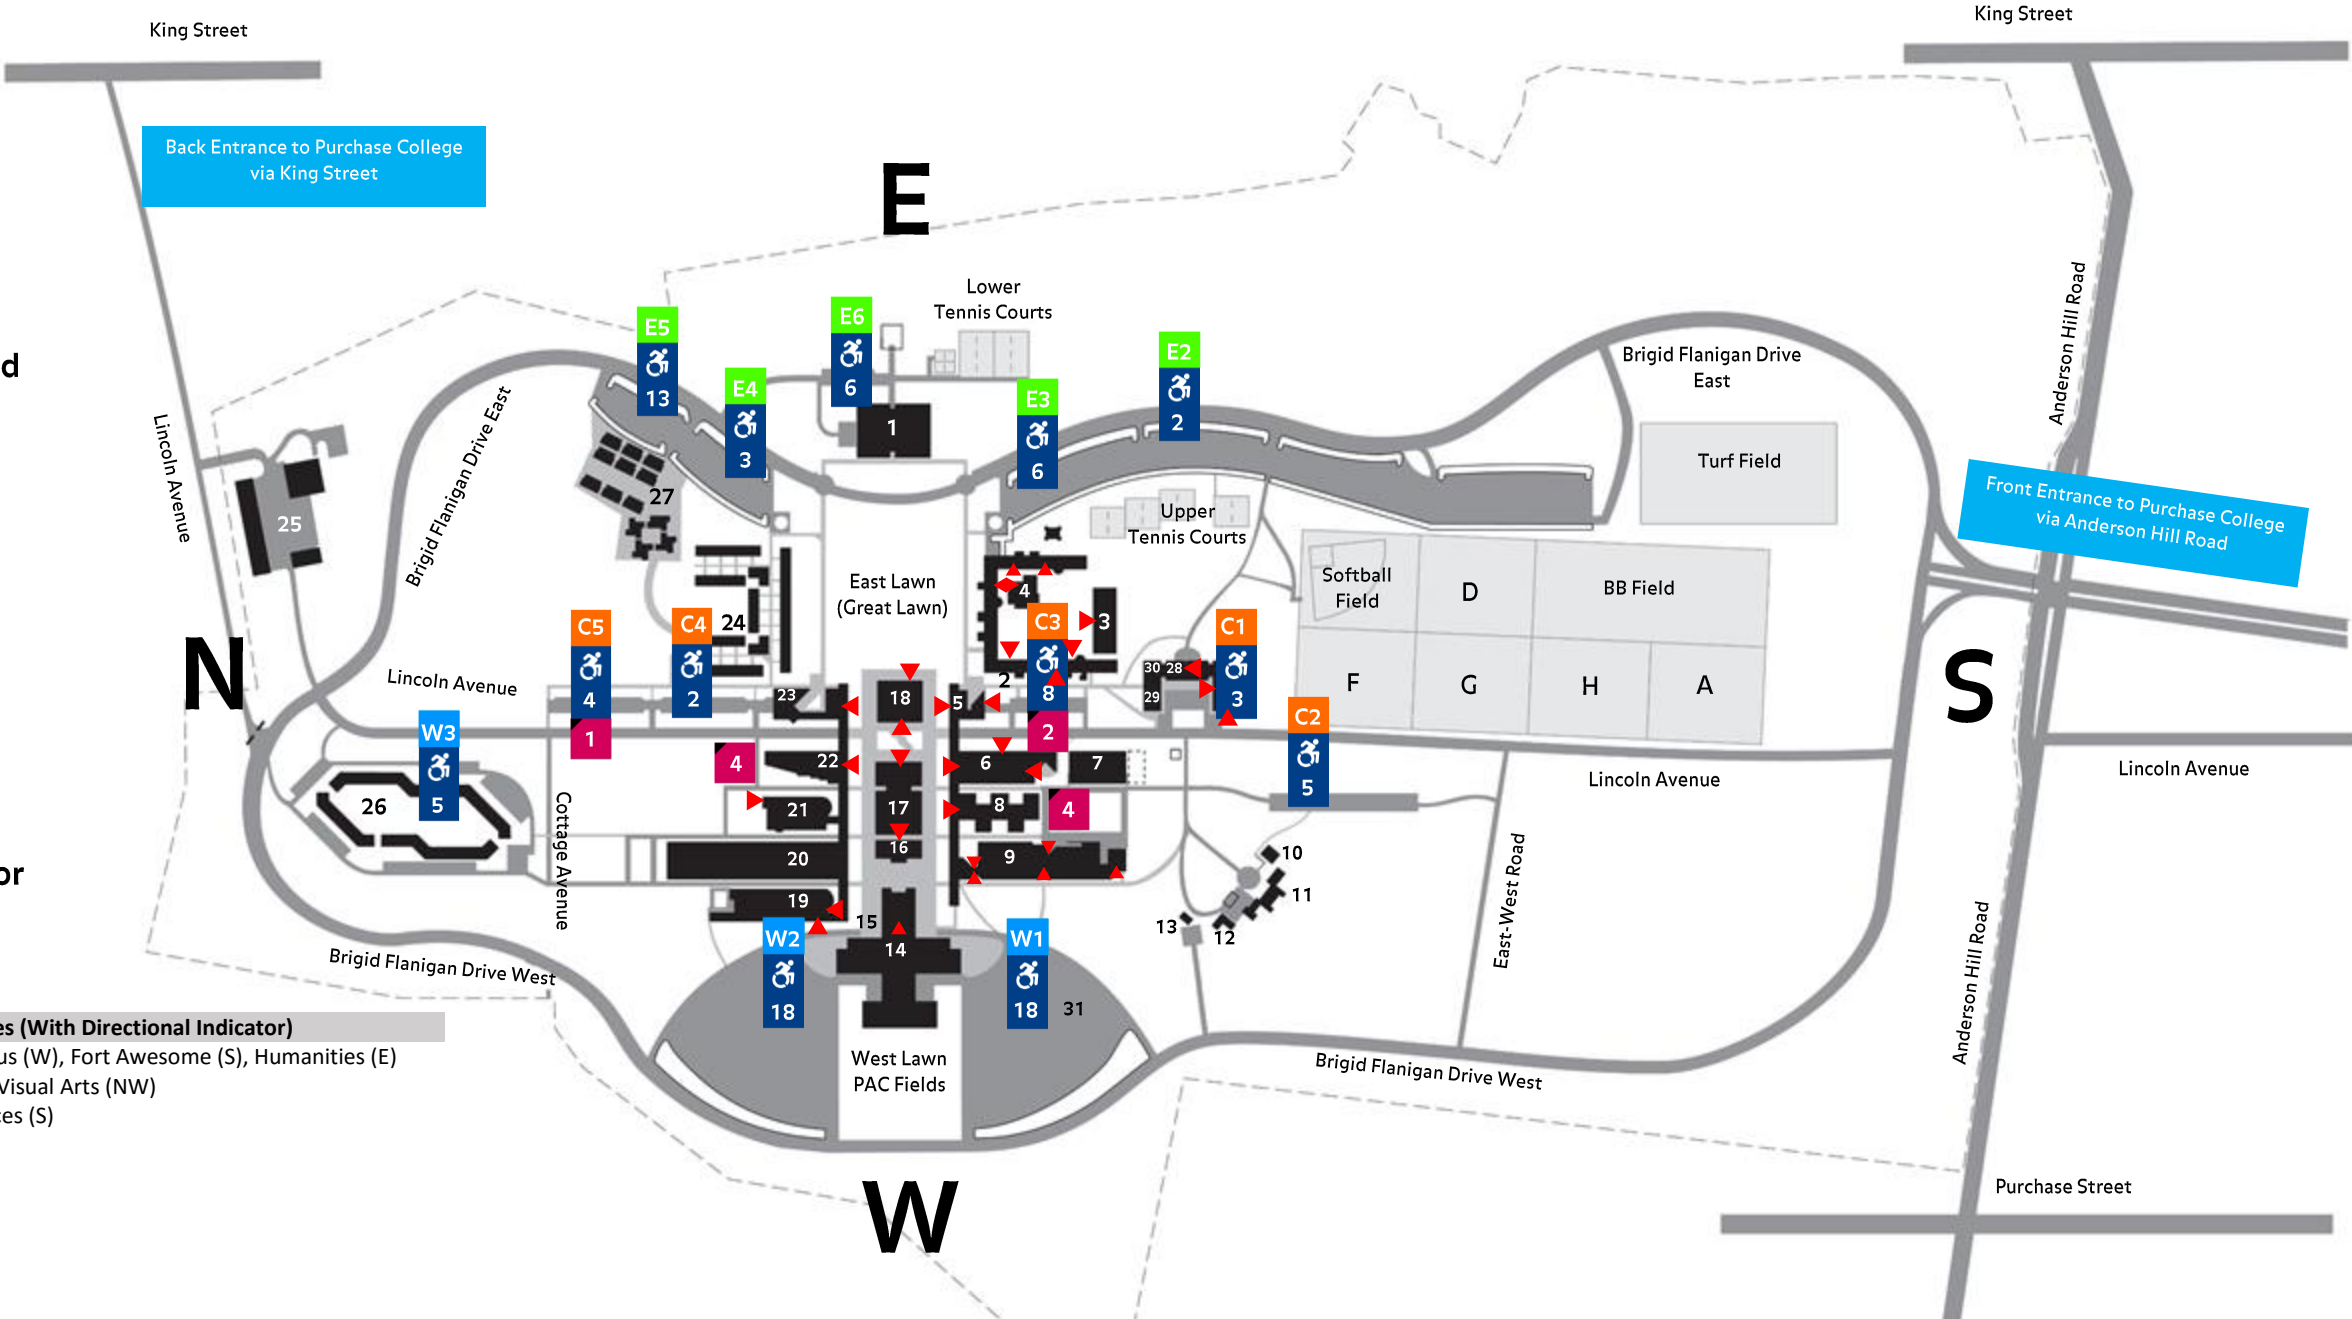 King Street
King Street
Back Entrance to Purchase College
via King Street
E
Lower
Tennis Courts
E5
13
E4
3
E6
6
E3
6
E2
2
Brigid Flanigan Drive
East
Anderson Hill Road
d
Lincoln Avenue
Brigid Flanigan Drive East
1
Turf Field
Front Entrance to Purchase College
via Anderson Hill Road
25
27
Upper
Tennis Courts
East Lawn
(Great Lawn)
4
3
Softball
Field
D
BB Field
N
C5
4
1
C4
2
24
C3
8
2
2
30
28
29
C1
3
F
G
H
A
S
Lincoln Avenue
23
18
5
C2
5
W3
5
4
22
6
7
Lincoln Avenue
Lincoln Avenue
26
Cottage Avenue
21
17
8
4
20
16
9
10
11
12
13
East-West Road
or
19
15
14
W2
18
W1
18
31
Brigid Flanigan Drive West
Anderson Hill Road
es (With Directional Indicator)
us (W), Fort Awesome (S), Humanities (E)
Visual Arts (NW)
ces (S)
West Lawn
PAC Fields
Brigid Flanigan Drive West
W
Purchase Street